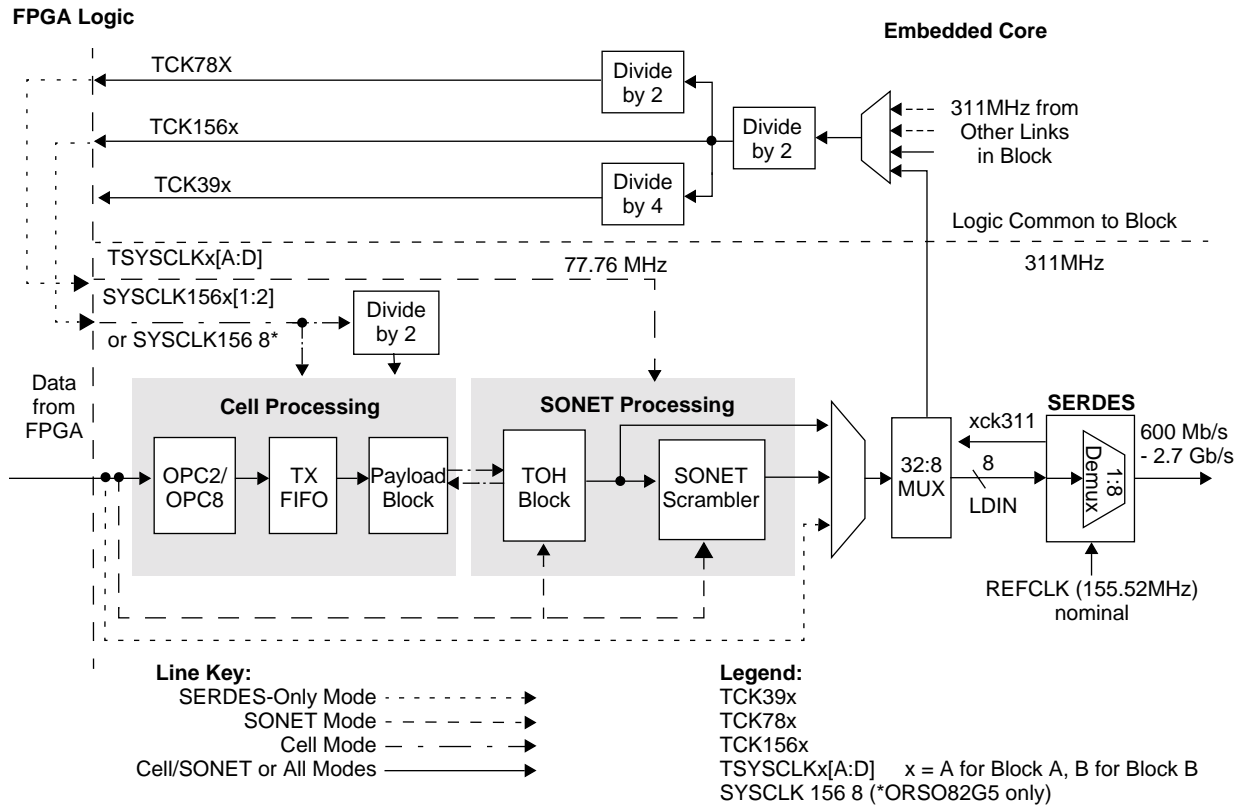 FPGA Logic
Embedded Core
TCK78X
Divide
by 2
TCK156x
Divide
by 2
311MHz from
Other Links
in Block
TCK39x
Divide
by 4
Logic Common to Block
TSYSCLKx[A:D]
77.76 MHz
311MHz
SYSCLK156x[1:2]
or SYSCLK156 8*
Divide
by 2
Data
from
FPGA
Cell Processing
SONET Processing
SERDES
OPC2/
OPC8
TX
FIFO
Payload
Block
TOH
Block
SONET
Scrambler
32:8
MUX
xck311
8
LDIN
1:8
Demux
600 Mb/s
- 2.7 Gb/s
REFCLK (155.52MHz)
nominal
Line Key:
SERDES-Only Mode
SONET Mode
Cell Mode
Cell/SONET or All Modes
Legend:
TCK39x
TCK78x
TCK156x
TSYSCLKx[A:D] x = A for Block A, B for Block B
SYSCLK 156 8 (*ORSO82G5 only)